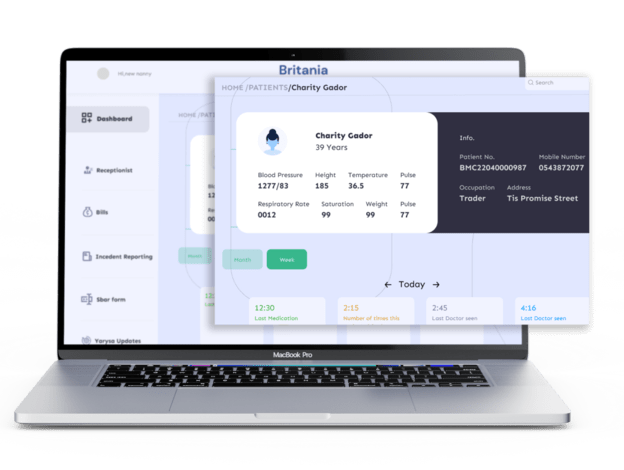 Hi,new nanny
Britania
Search
HOME /PATIENTS/Charity Gador
HOME /PATI
Dashboard
Receptionist
Bills
Incedent Reporting
Sbar form
Yarysa Updates
Charity Gador
39 Years
Blood Pressure Height Temperature Pulse
1277/83 185 36.5 77
Respiratory Rate Saturation Weight Pulse
0012 99 99 77
Info.
Patient No. Mobile Number
BMC22040000987 0543872077
Occupation Address
Trader Tis Promise Street
Month
Month Week
← Today →
12:30 2:15 2:45 4:16
Last Medication Number of times this Last Doctor seen Last Doctor seen
MacBook Pro